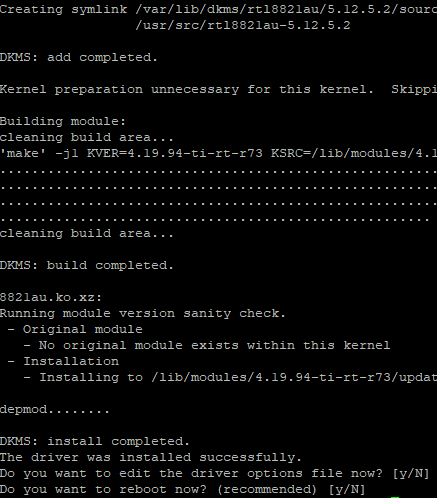 Creating symlink /var/lib/dkms/rtl8821au/5.12.5.2/sourc
/usr/src/rtl8821au-5.12.5.2
DKMS: add completed.
Kernel preparation unnecessary for this kernel.  Skippi
Building module:
cleaning build area...
'make' -j1 KVER=4.19.94-ti-rt-r73 KSRC=/lib/modules/4.1
.......................................................
.......................................................
.......................................................
......................................................
cleaning build area...
DKMS: build completed.
8821au.ko.xz:
Running module version sanity check.
- Original module
- No original module exists within this kernel
- Installation
- Installing to /lib/modules/4.19.94-ti-rt-r73/updat
depmod........
DKMS: install completed.
The driver was installed successfully.
Do you want to edit the driver options file now? [y/N]
Do you want to reboot now? (recommended) [y/N]